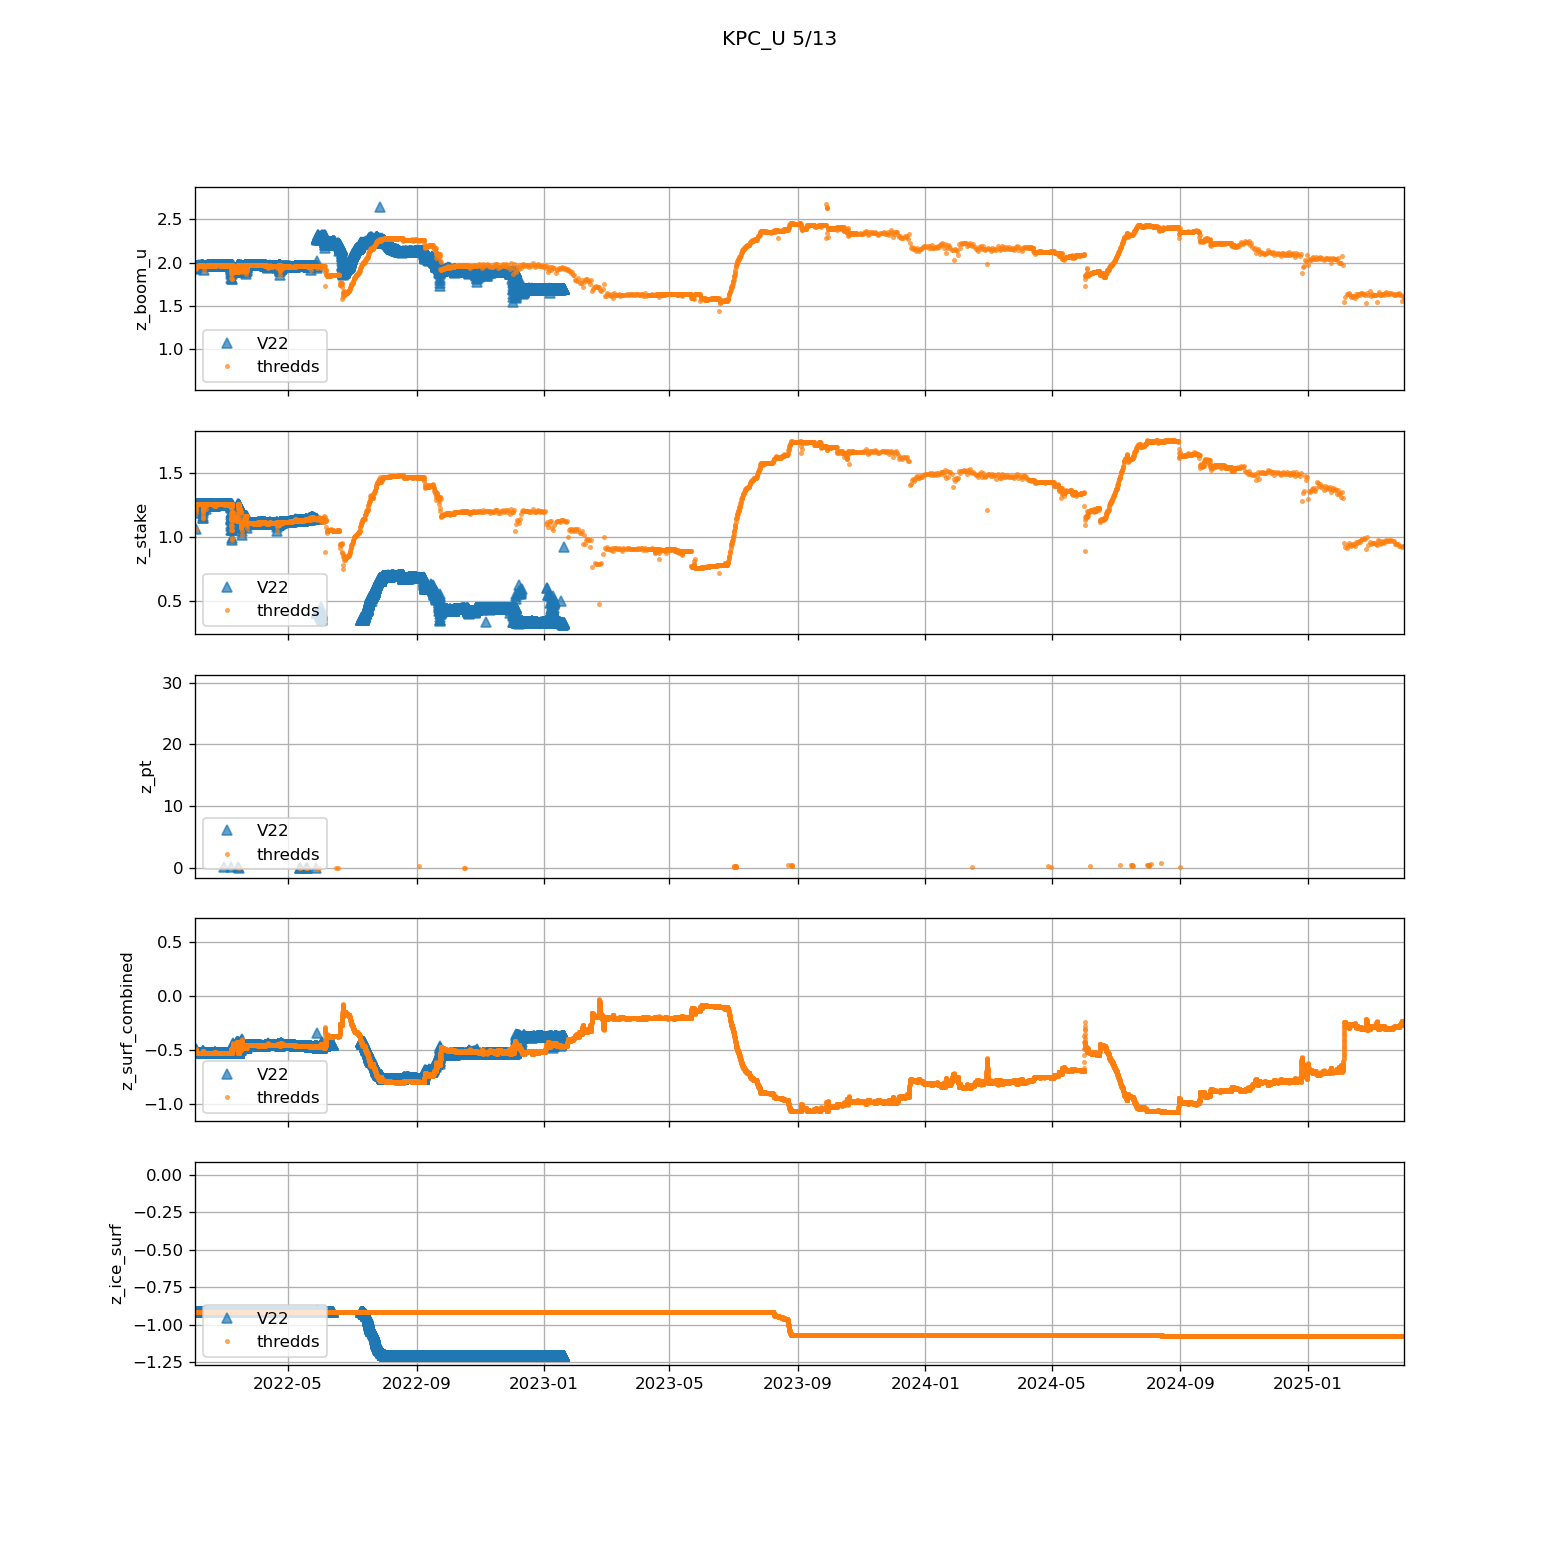 KPC_U 5/13
z_boom_u
2.5
2.0
1.5
1.0
V22
thredds
z_stake
1.5
1.0
0.5
V22
thredds
z_pt
30
20
10
0
V22
thredds
z_surf_combined
0.5
0.0
−0.5
−1.0
V22
thredds
z_ice_surf
0.00
−0.25
−0.50
−0.75
−1.00
−1.25
V22
thredds
2022-05 2022-09 2023-01 2023-05 2023-09 2024-01 2024-05 2024-09 2025-01